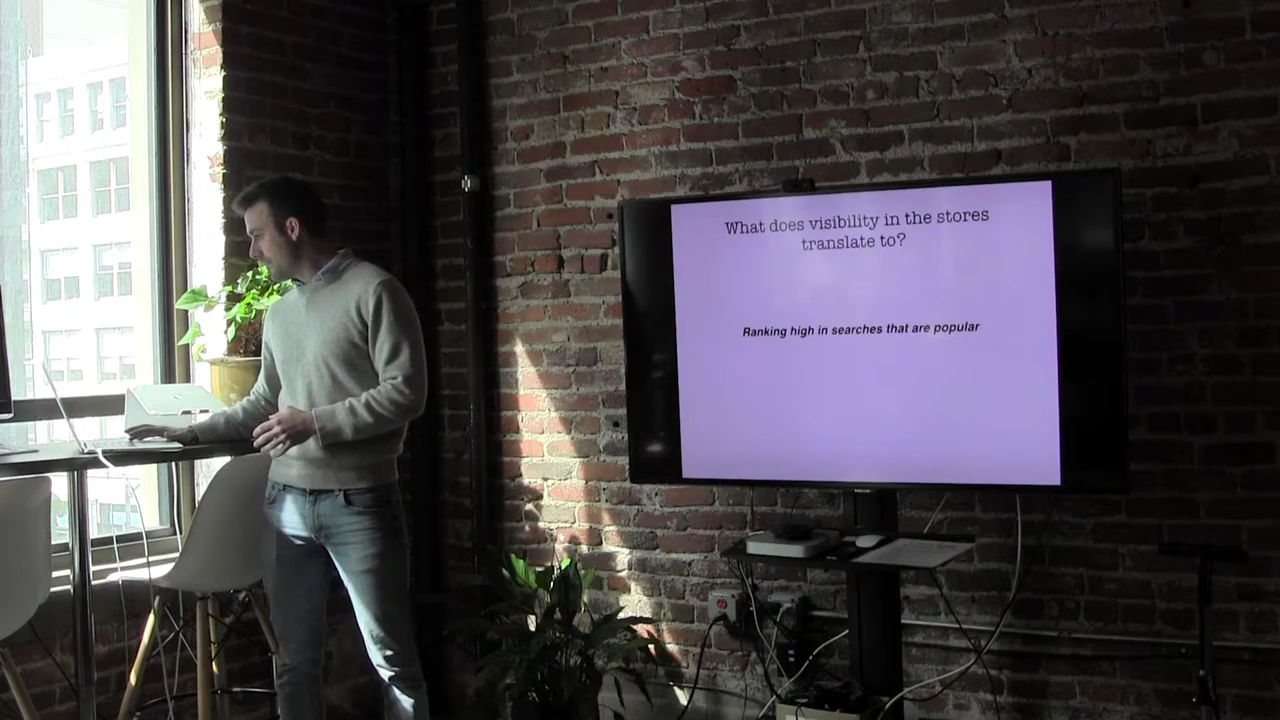 What does visibility in the stores
translate to?
Ranking high in searches that are popular